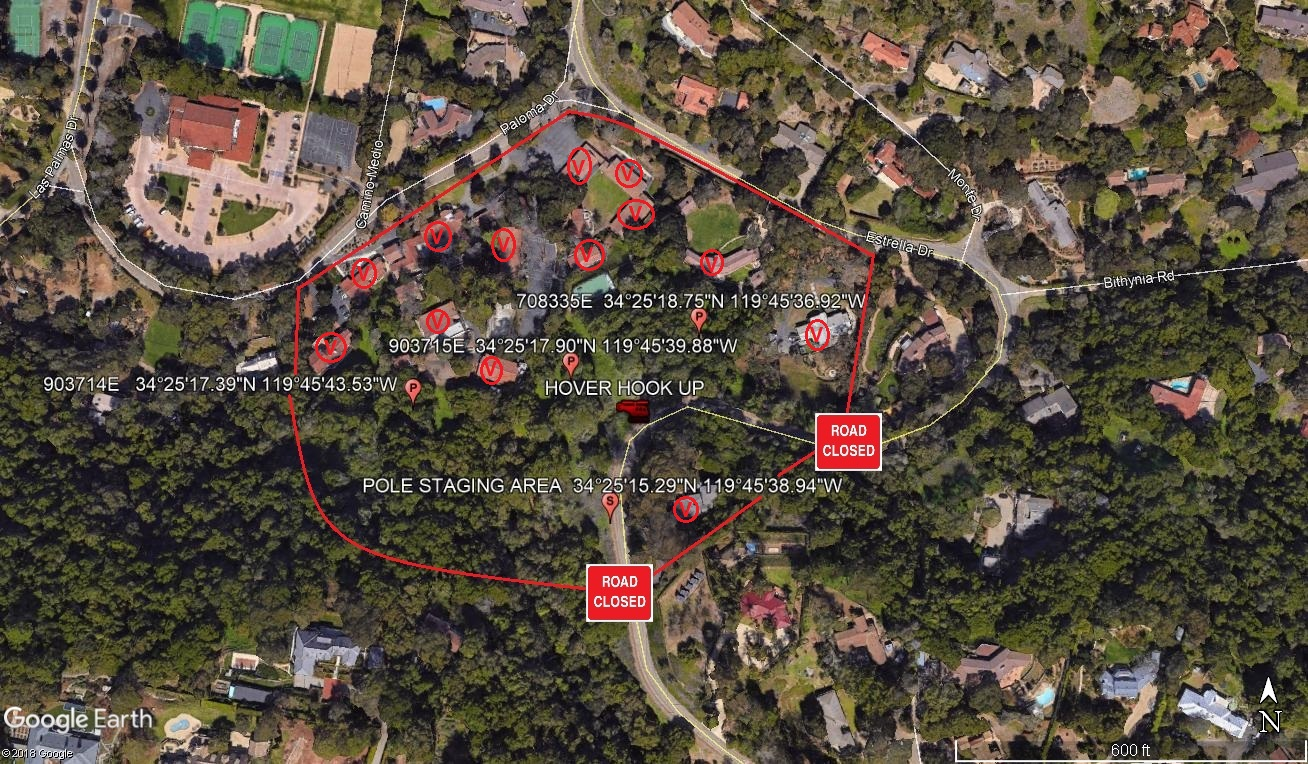 Las Palmas Dr
Camino Medio
Paloma Dr
Monte Dr
Estrella Dr
Bithynia Rd
V
V
V
V
V
V
V
V
708335E 34°25'18.75"N 119°45'36.92"W
P
V
V
V
903715E 34°25'17.90"N 119°45'39.88"W
P
V
903714E 34°25'17.39"N 119°45'43.53"W
P
HOVER HOOK UP
ROAD
CLOSED
POLE STAGING AREA 34°25'15.29"N 119°45'38.94"W
S
V
ROAD
CLOSED
Google Earth
©2018 Google
N
600 ft